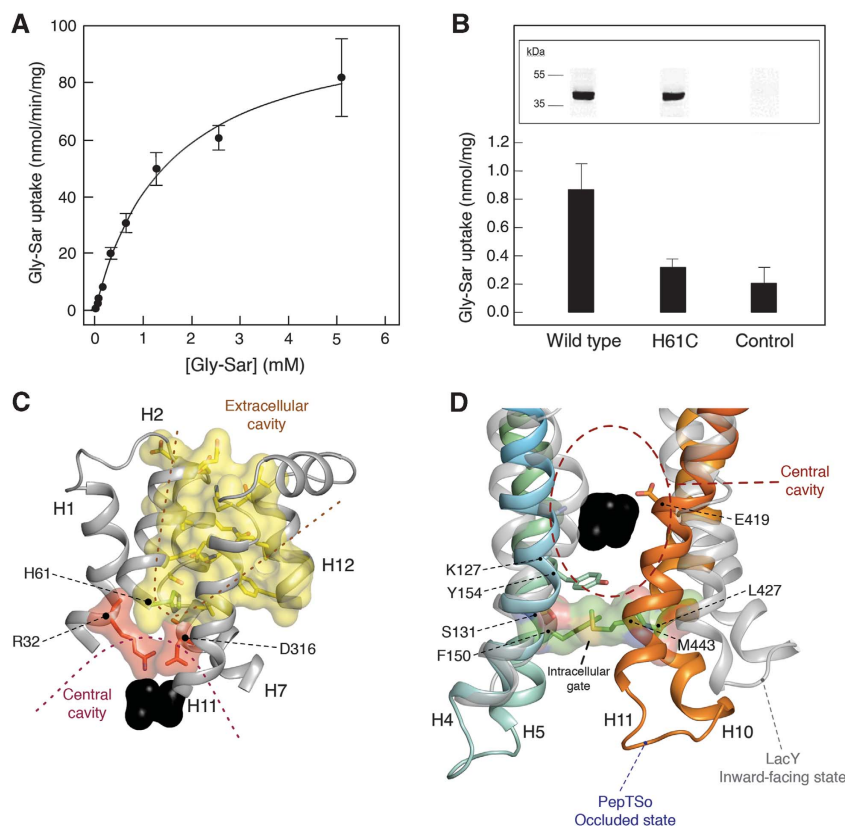 A
100
80
60
40
20
0
Gly-Sar uptake (nmol/min/mg)
0 1 2 3 4 5 6
[Gly-Sar] (mM)
B
kDa
55
35
1.2
1.0
0.8
0.6
0.4
0.2
0.0
Gly-Sar uptake (nmol/mg)
Wild type H61C Control
C
H2
Extracellular
cavity
H1
H12
H61
R32
D316
Central
cavity
H11
H7
D
Central
cavity
E419
K127
Y154
L427
S131
F150
M443
Intracellular
gate
H4
H5
H11
H10
LacY
Inward-facing state
PepTSo
Occluded state